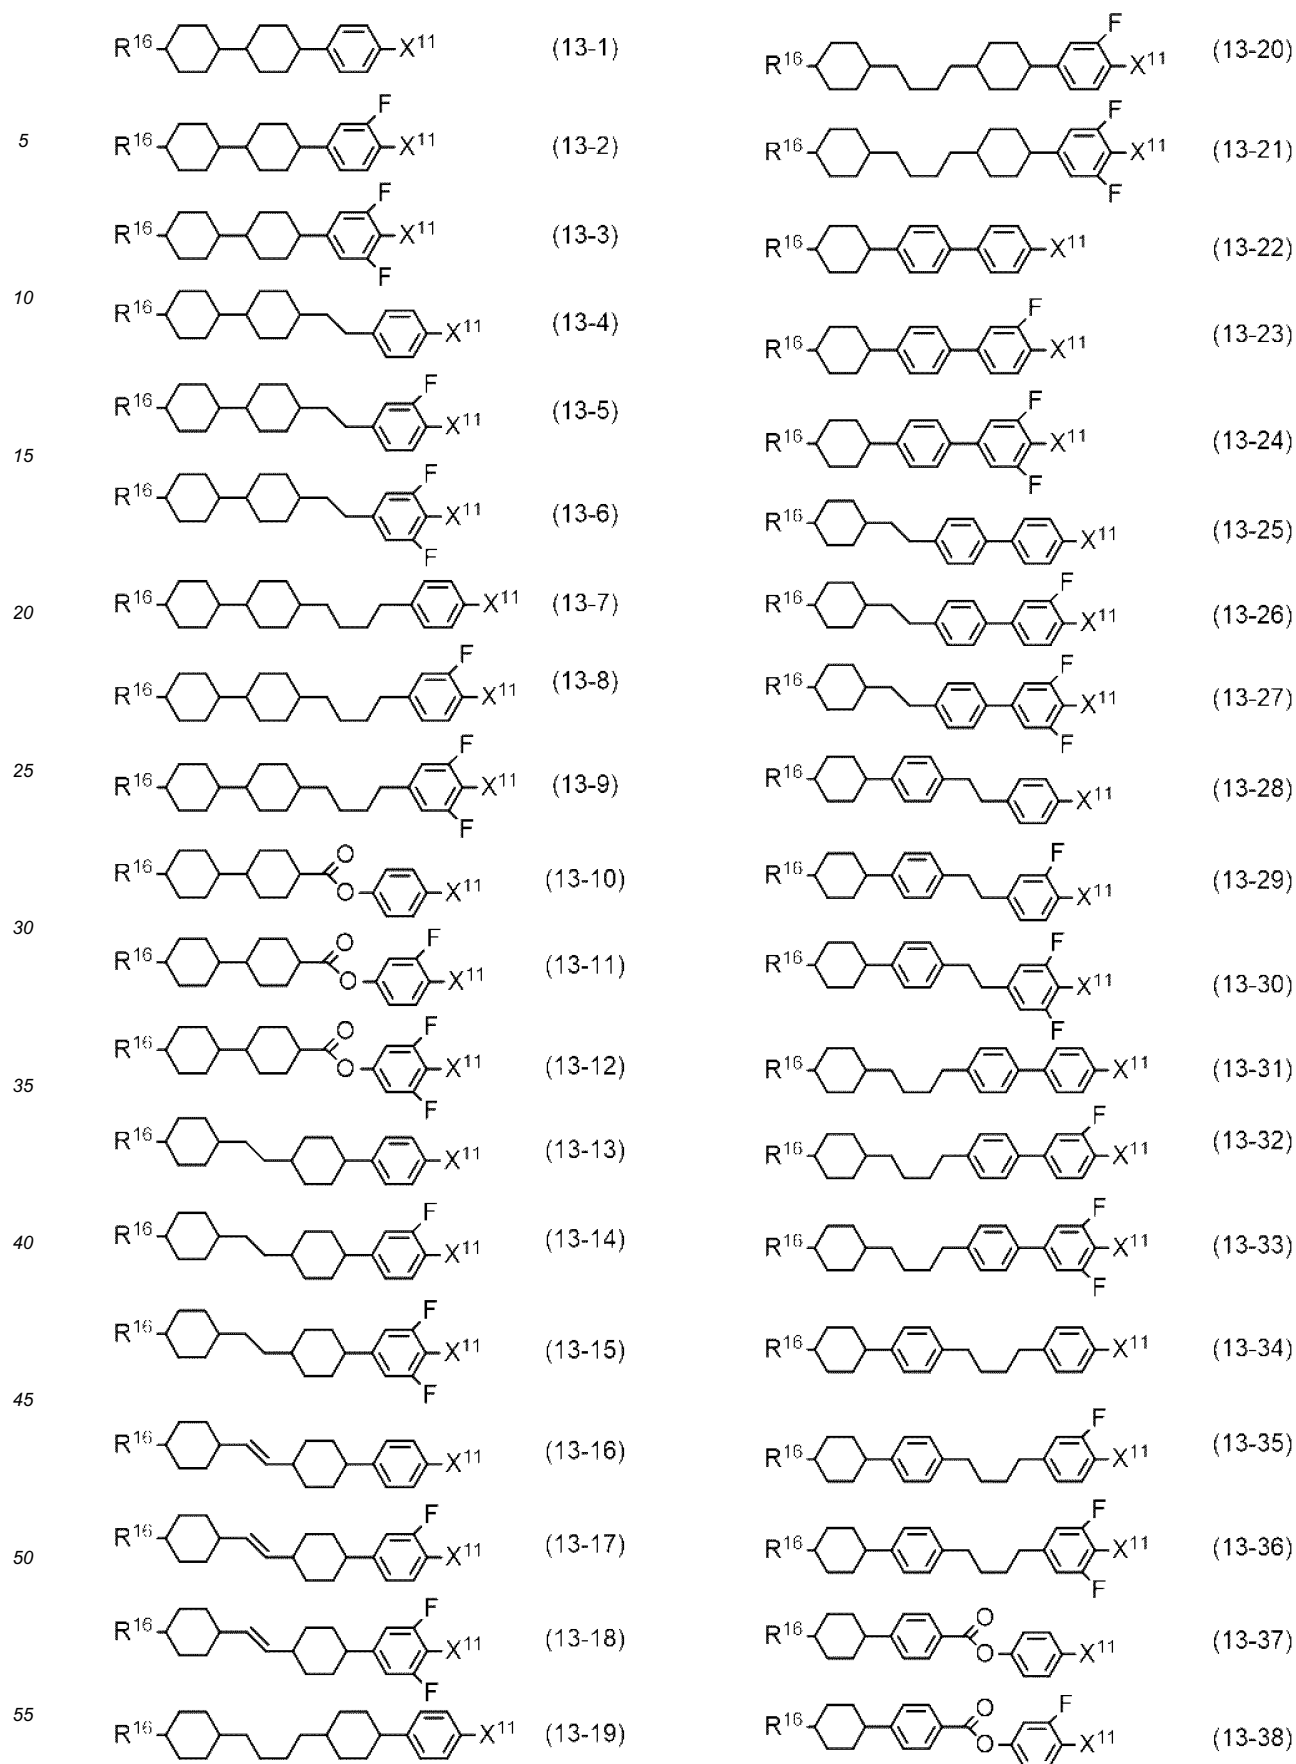 R16 X11 (13-1)
5 R16 F X11 (13-2)
R16 F X11 F (13-3)
10 R16 X11 (13-4)
R16 F X11 (13-5)
15 R16 F X11 F (13-6)
20 R16 X11 (13-7)
R16 F X11 (13-8)
25 R16 F X11 F (13-9)
R16 O O X11 (13-10)
30 R16 O O F X11 (13-11)
R16 O O F X11 F (13-12)
35 R16 X11 (13-13)
40 R16 F X11 (13-14)
R16 F X11 F (13-15)
45 R16 X11 (13-16)
R16 F X11 (13-17)
50 R16 F X11 F (13-18)
55 R16 X11 (13-19)
R16 F X11 (13-20)
R16 F X11 F (13-21)
R16 X11 (13-22)
R16 F X11 (13-23)
R16 F X11 F (13-24)
R16 X11 (13-25)
R16 F X11 (13-26)
R16 F X11 F (13-27)
R16 X11 (13-28)
R16 F X11 (13-29)
R16 F X11 F (13-30)
R16 X11 (13-31)
R16 F X11 (13-32)
R16 F X11 F (13-33)
R16 X11 (13-34)
R16 F X11 (13-35)
R16 F X11 F (13-36)
R16 O O X11 (13-37)
R16 O O F X11 (13-38)